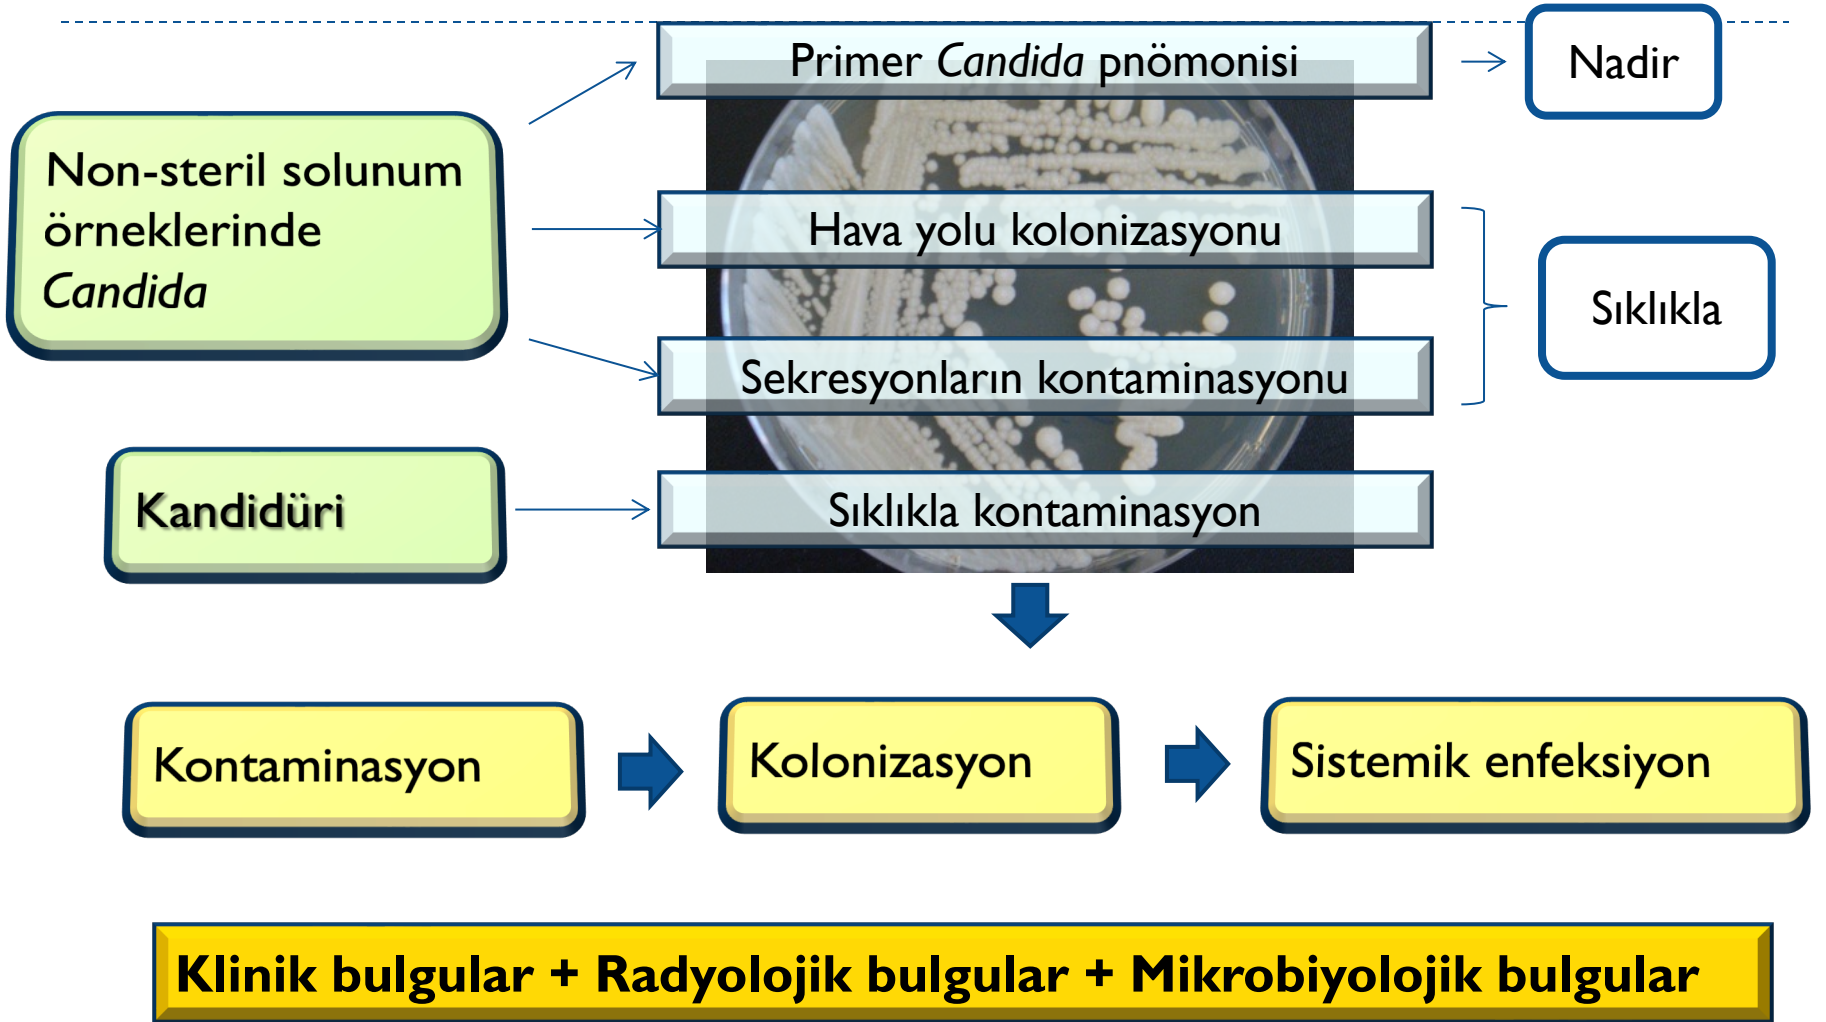 Primer Candida pnömonisi
Nadir
Non-steril solunum
örneklerinde
Candida
Hava yolu kolonizasyonu
Sıklıkla
Sekresyonların kontaminasyonu
Kandidüri
Sıklıkla kontaminasyon
Kontaminasyon
Kolonizasyon
Sistemik enfeksiyon
Klinik bulgular + Radyolojik bulgular + Mikrobiyolojik bulgular